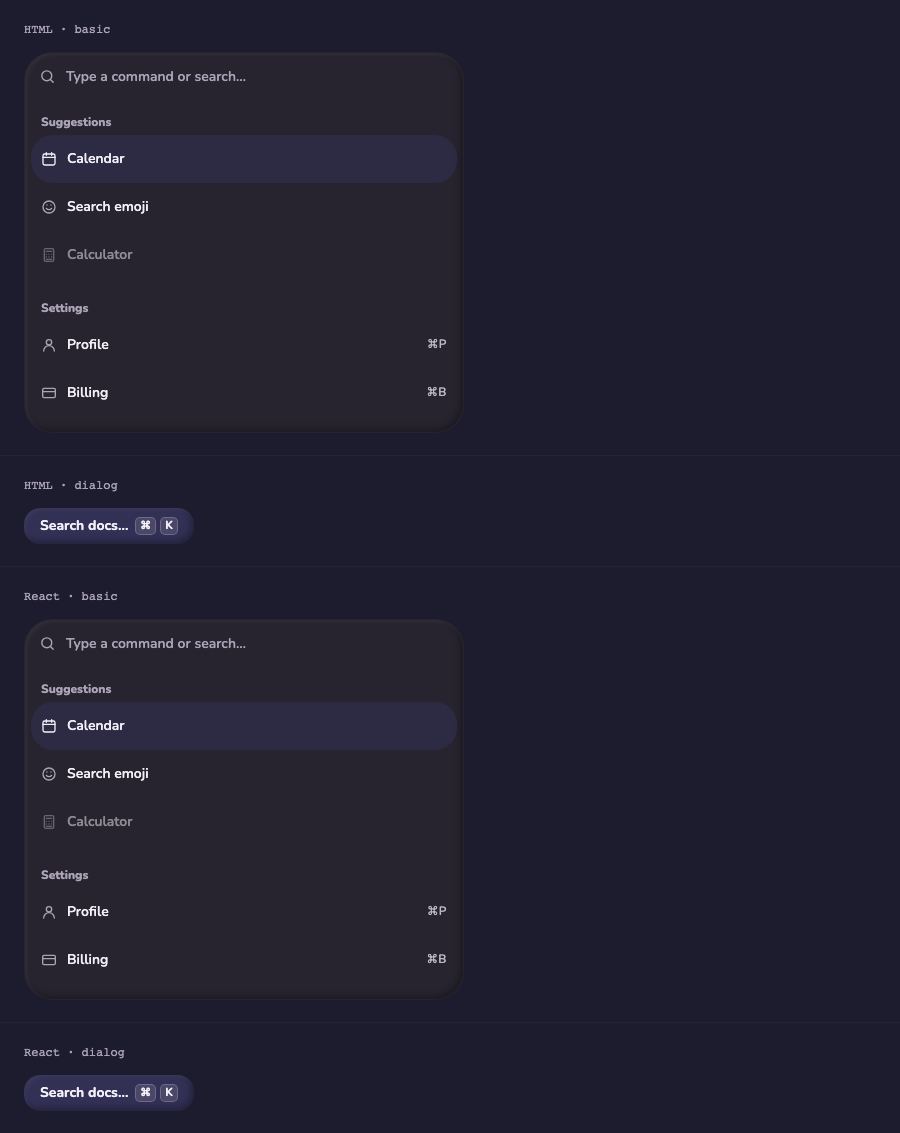 HTML • basic
Type a command or search...
Suggestions
Calendar
Search emoji
Calculator
Settings
Profile ⌘P
Billing ⌘B
HTML • dialog
Search docs... ⌘ K
React • basic
Type a command or search...
Suggestions
Calendar
Search emoji
Calculator
Settings
Profile ⌘P
Billing ⌘B
React • dialog
Search docs... ⌘ K